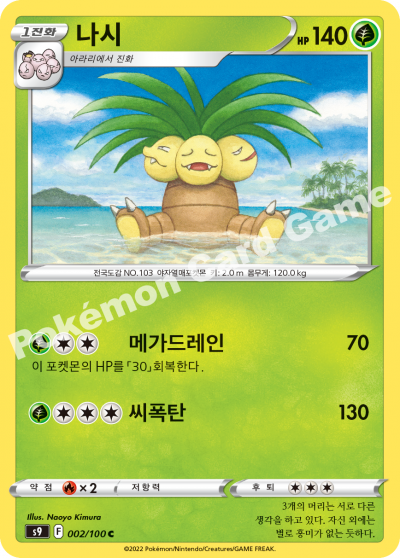 1진화 나시 HP 140
아라리에서 진화
전국도감 NO.103 야자열매포켓몬 키: 2.0 m 몸무게: 120.0 kg
Pokémon Card Game
메가드레인 70
이 포켓몬의 HP를 「30」 회복한다.
씨폭탄 130
약점 ×2 저항력 후퇴
3개의 머리는 서로 다른
생각을 하고 있다. 자신 외에는
별로 흥미가 없는 듯하다.
Illus. Naoyo Kimura
s9 F 002/100 C
©2022 Pokémon/Nintendo/Creatures/GAME FREAK.